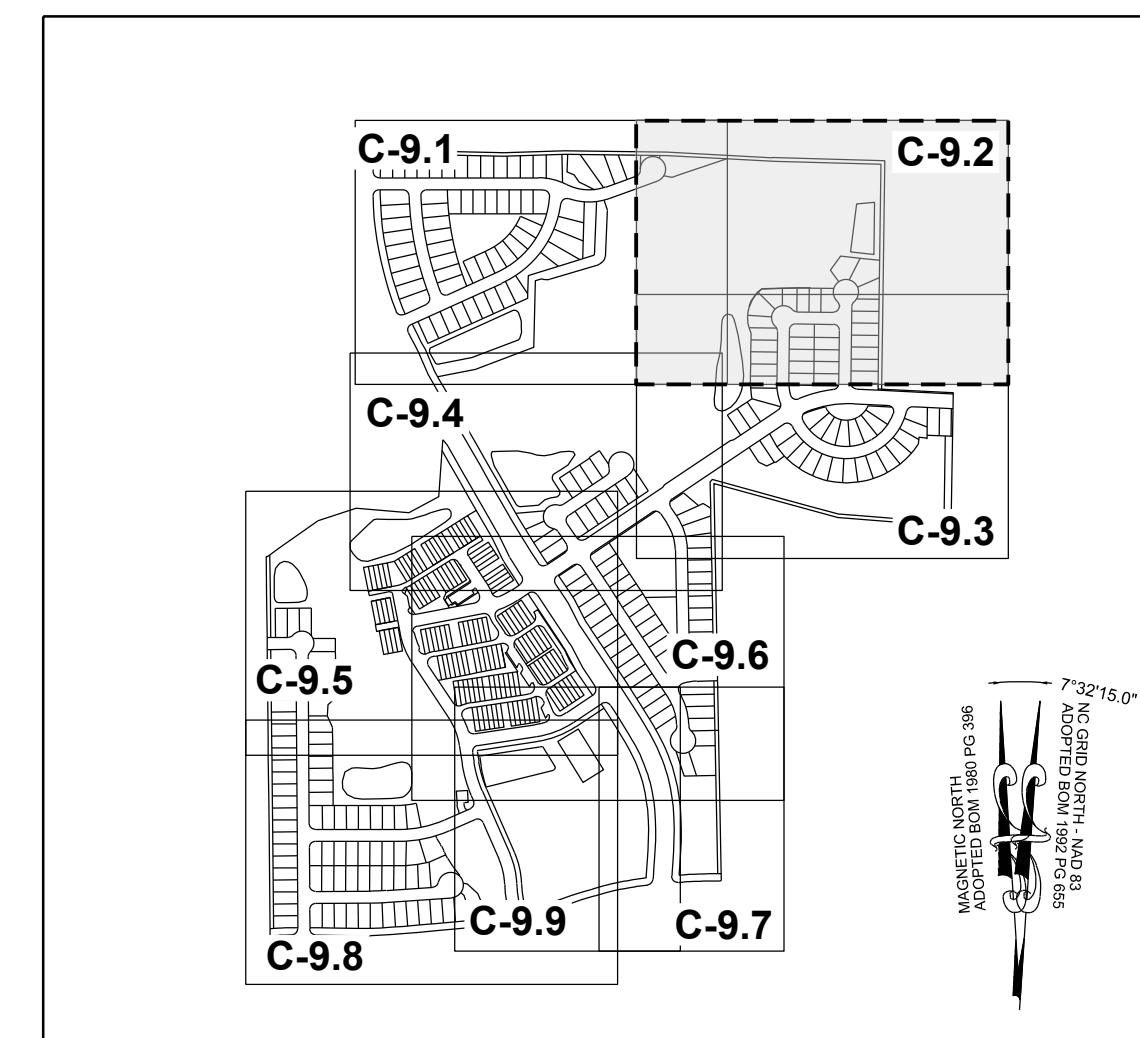 C-9.1
C-9.2
C-9.4
C-9.3
C-9.6
C-9.5
7°32'15.0"
NC GRID NORTH - NAD 83
ADOPTED BOM 1992 PG 655
MAGNETIC NORTH
ADOPTED BOM 1980 PG 396
C-9.9
C-9.7
C-9.8